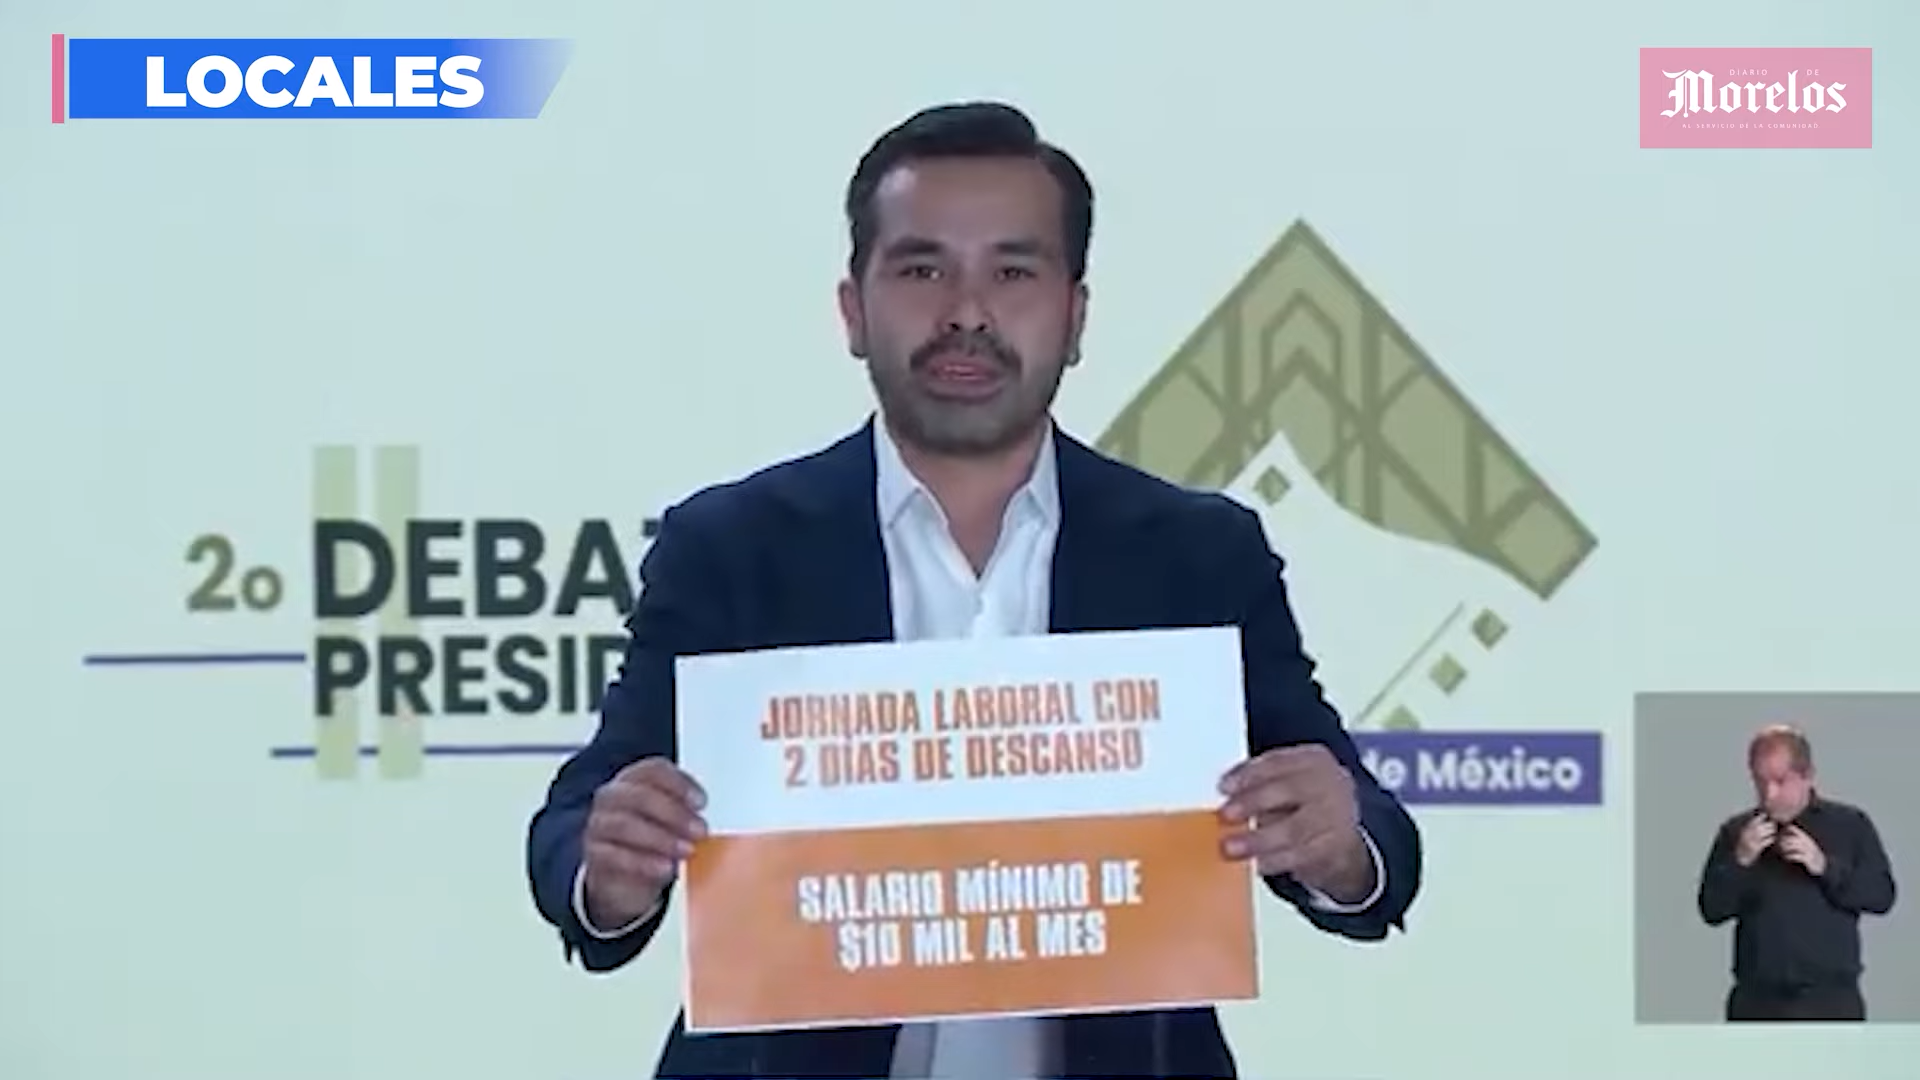 LOCALES
DIARIO DE
Morelos
AL SERVICIO DE LA COMUNIDAD
2o DEBA
PRESID
de México
JORNADA LABORAL CON
2 DÍAS DE DESCANSO
SALARIO MÍNIMO DE
$10 MIL AL MES